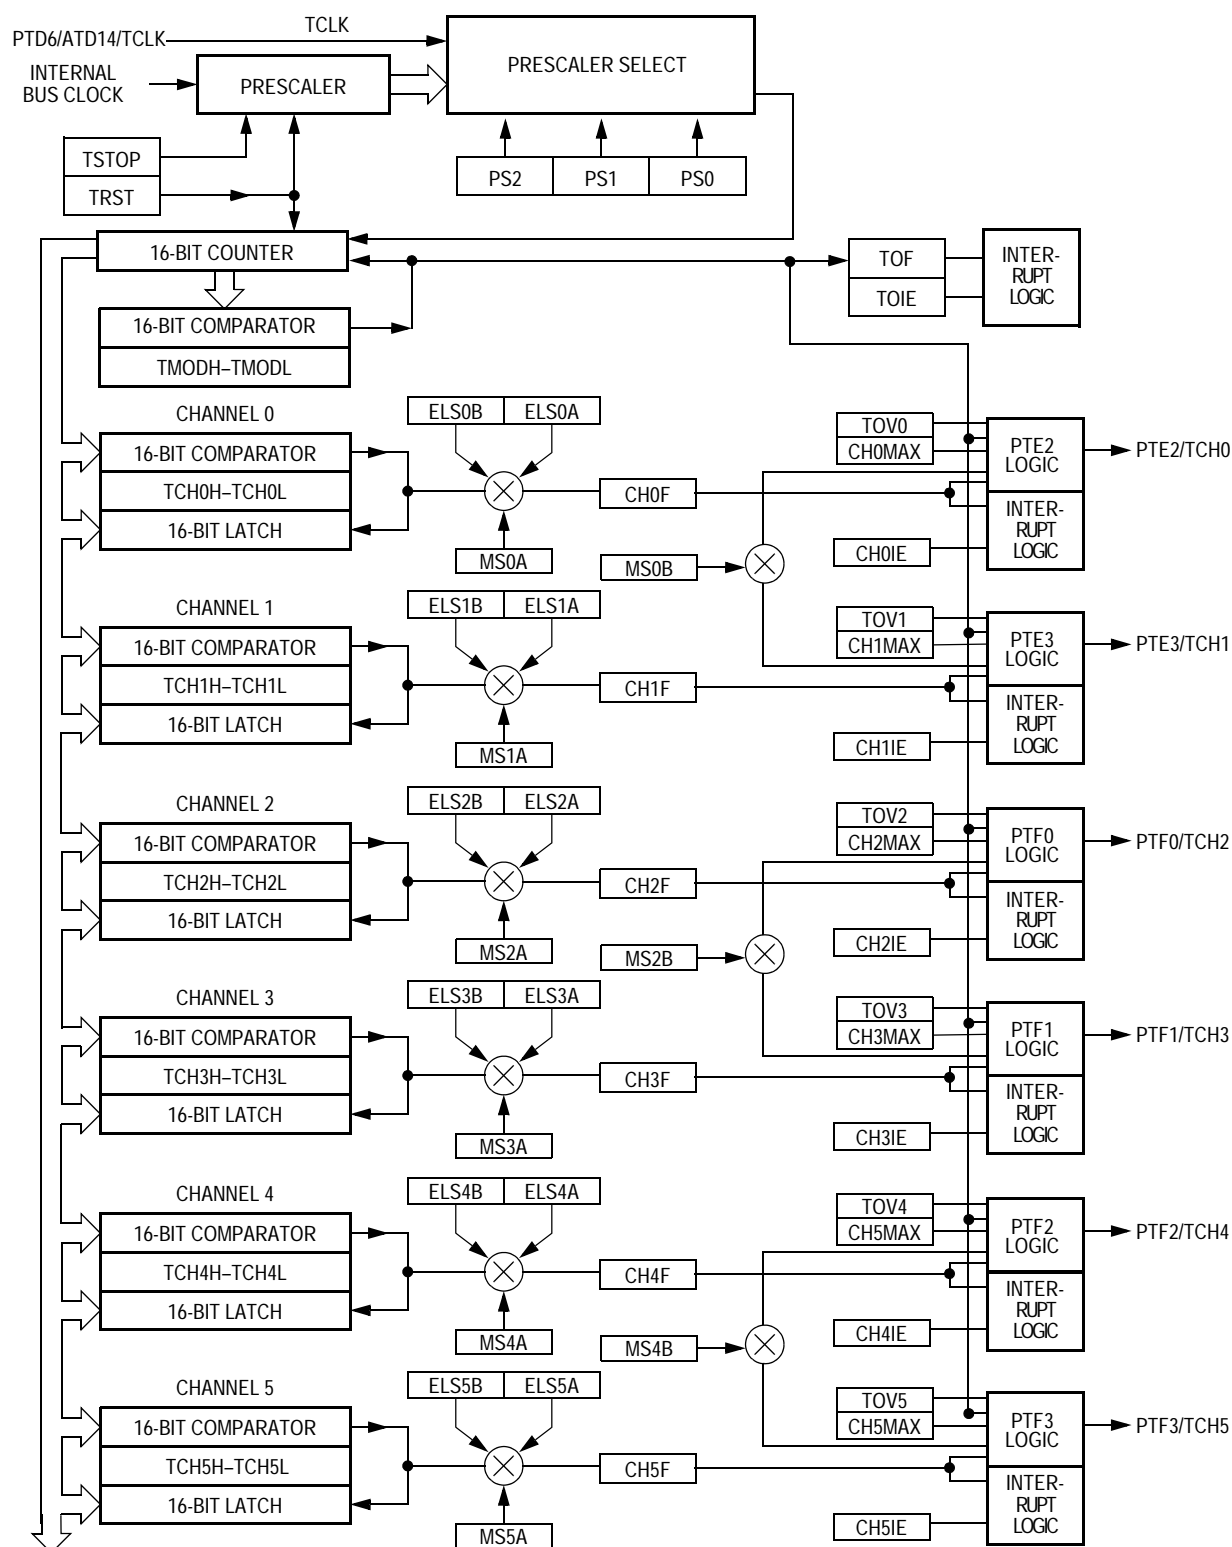 TCLK
PTD6/ATD14/TCLK
PRESCALER SELECT
INTERNAL
BUS CLOCK
PRESCALER
TSTOP
TRST
PS2 PS1 PS0
16-BIT COUNTER
TOF
TOIE
INTER-
RUPT
LOGIC
16-BIT COMPARATOR
TMODH–TMODL
CHANNEL 0
ELS0B ELS0A
TOV0
CH0MAX
16-BIT COMPARATOR
TCH0H–TCH0L
16-BIT LATCH
CH0F
MS0A
MS0B
PTE2
LOGIC
PTE2/TCH0
INTER-
RUPT
LOGIC
CH0IE
CHANNEL 1
ELS1B ELS1A
TOV1
CH1MAX
16-BIT COMPARATOR
TCH1H–TCH1L
16-BIT LATCH
CH1F
MS1A
PTE3
LOGIC
PTE3/TCH1
INTER-
RUPT
LOGIC
CH1IE
CHANNEL 2
ELS2B ELS2A
TOV2
CH2MAX
16-BIT COMPARATOR
TCH2H–TCH2L
16-BIT LATCH
CH2F
MS2A
MS2B
PTF0
LOGIC
PTF0/TCH2
INTER-
RUPT
LOGIC
CH2IE
CHANNEL 3
ELS3B ELS3A
TOV3
CH3MAX
16-BIT COMPARATOR
TCH3H–TCH3L
16-BIT LATCH
CH3F
MS3A
PTF1
LOGIC
PTF1/TCH3
INTER-
RUPT
LOGIC
CH3IE
CHANNEL 4
ELS4B ELS4A
TOV4
CH5MAX
16-BIT COMPARATOR
TCH4H–TCH4L
16-BIT LATCH
CH4F
MS4A
MS4B
PTF2
LOGIC
PTF2/TCH4
INTER-
RUPT
LOGIC
CH4IE
CHANNEL 5
ELS5B ELS5A
TOV5
CH5MAX
16-BIT COMPARATOR
TCH5H–TCH5L
16-BIT LATCH
CH5F
MS5A
PTF3
LOGIC
PTF3/TCH5
INTER-
RUPT
LOGIC
CH5IE